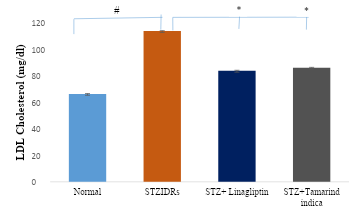 # * *
LDL Cholesterol (mg/dl)
120
100
80
60
40
20
0
Normal STZIDRs STZ+ Linagliptin STZ+Tamarind
indica